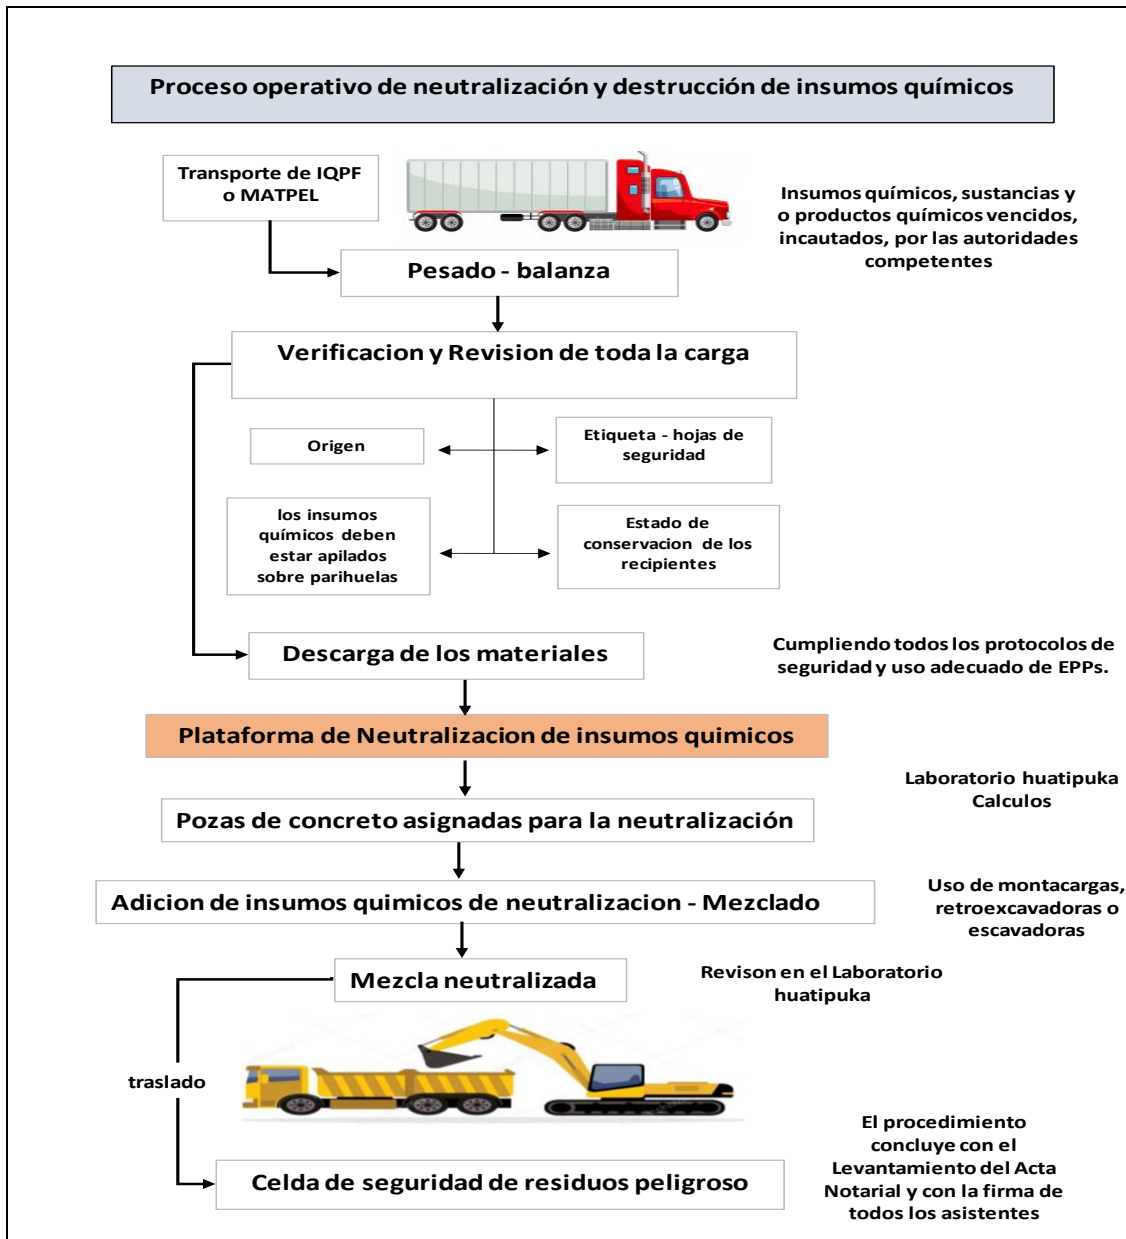 Proceso operativo de neutralización y destrucción de insumos químicos
Transporte de IQPF
o MATPEL
Insumos químicos, sustancias y
o productos químicos vencidos,
incautados, por las autoridades
competentes
Pesado - balanza
Verificacion y Revision de toda la carga
Origen
Etiqueta - hojas de
seguridad
los insumos
químicos deben
estar apilados
sobre parihuelas
Estado de
conservacion de los
recipientes
Descarga de los materiales
Cumpliendo todos los protocolos de
seguridad y uso adecuado de EPPs.
Plataforma de Neutralizacion de insumos quimicos
Laboratorio huatipuka
Calculos
Pozas de concreto asignadas para la neutralización
Adicion de insumos quimicos de neutralizacion - Mezclado
Uso de montacargas,
retroexcavadoras o
escavadoras
Mezcla neutralizada
Revison en el Laboratorio
huatipuka
traslado
El procedimiento
concluye con el
Levantamiento del Acta
Notarial y con la firma de
todos los asistentes
Celda de seguridad de residuos peligroso